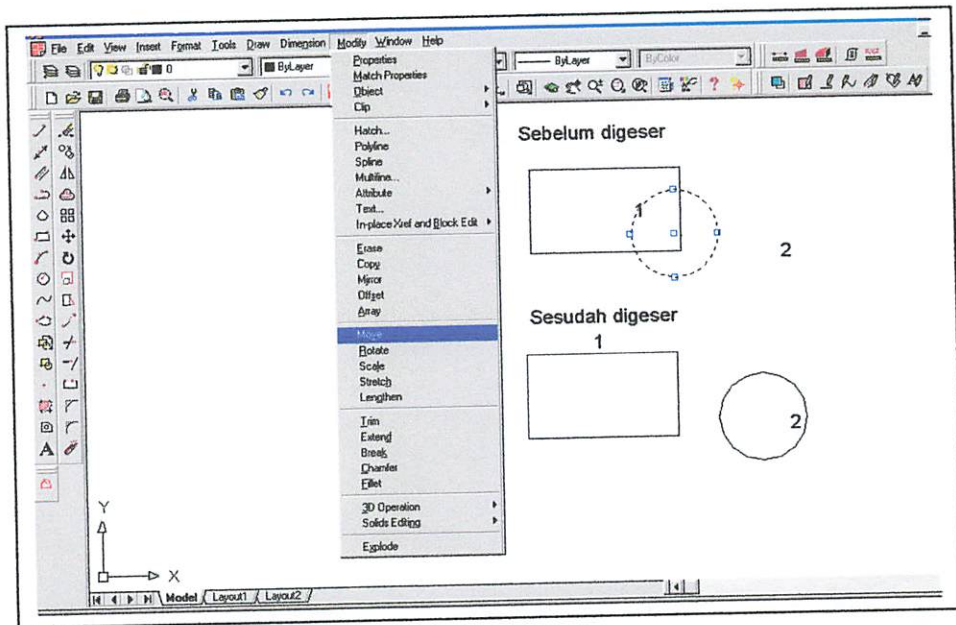 File Edit View Insert Format Tools Draw Dimension Modify Window Help
0 ByLayer ByLayer ByColor
Properties
Match Properties
Object
Clip
Hatch...
Polyline
Spline
Multiline...
Attribute
Text...
In-place Xref and Block Edit
Erase
Copy
Mirror
Offset
Array
Move
Rotate
Scale
Stretch
Lengthen
Trim
Extend
Break
Chamfer
Fillet
3D Operation
Solids Editing
Explode
Sebelum digeser
1
2
Sesudah digeser
1
2
A
Y
X
Model Layout1 Layout2